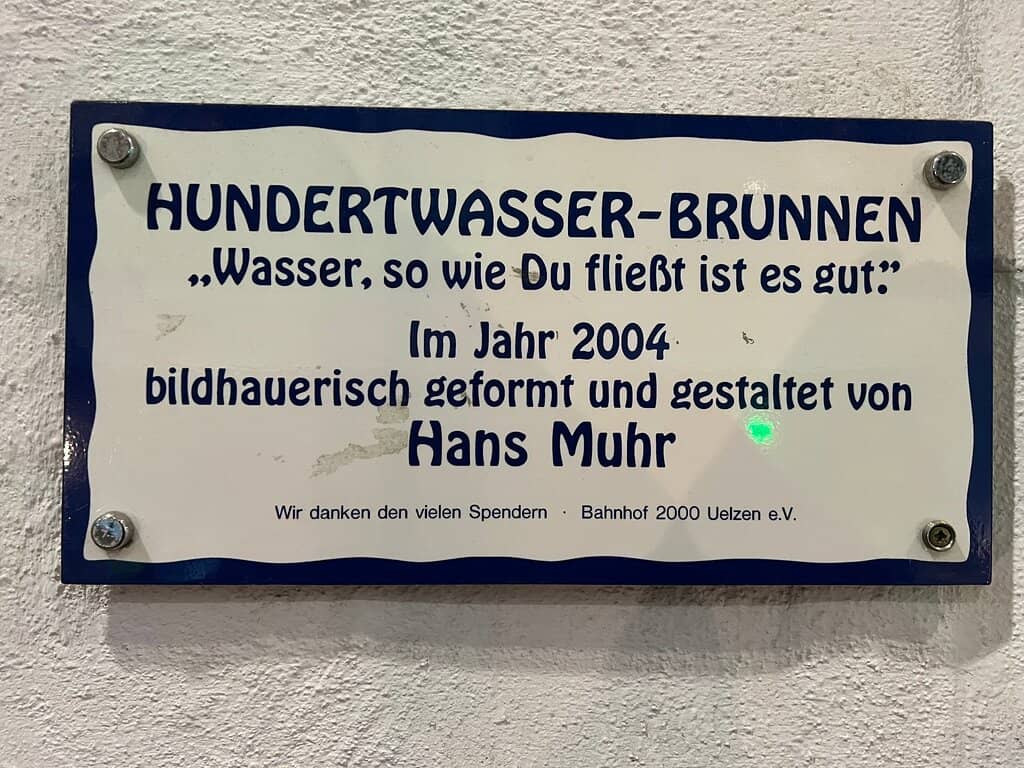 HUNDERTWASSER-BRUNNEN
„Wasser, so wie Du fließt ist es gut.”
Im Jahr 2004
bildhauerisch geformt und gestaltet von
Hans Muhr
Wir danken den vielen Spendern · Bahnhof 2000 Uelzen e.V.